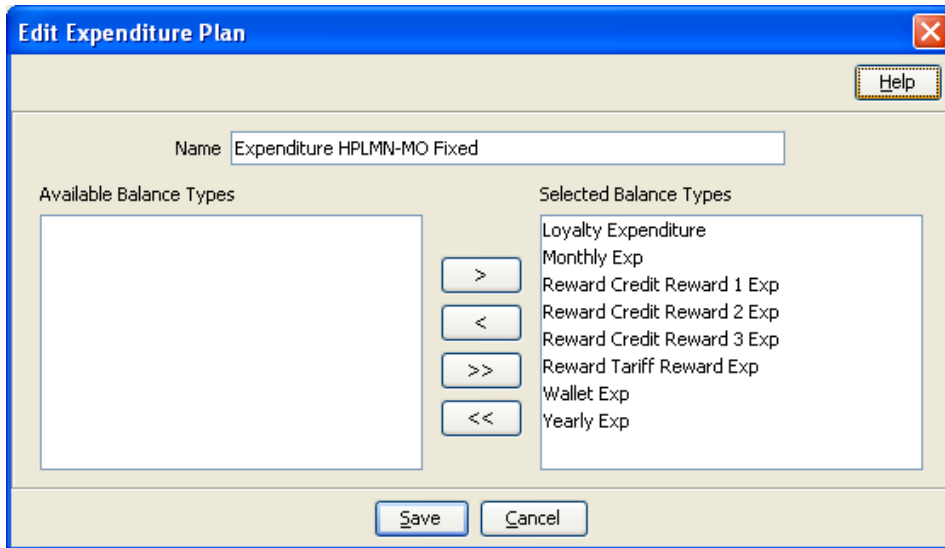 Edit Expenditure Plan
Help
Name Expenditure HPLMN-MO Fixed
Available Balance Types
Selected Balance Types
Loyalty Expenditure
Monthly Exp
Reward Credit Reward 1 Exp
Reward Credit Reward 2 Exp
Reward Credit Reward 3 Exp
Reward Tariff Reward Exp
Wallet Exp
Yearly Exp
>
<
>>
<<
Save Cancel